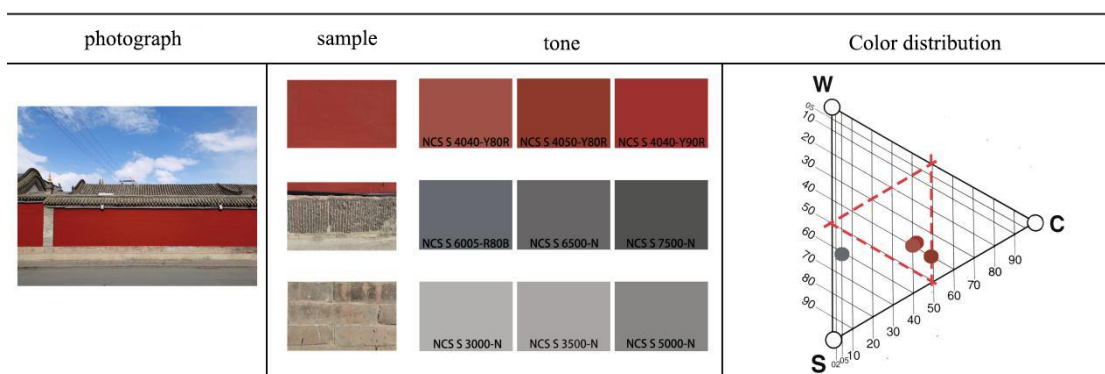 photograph
sample
tone
Color distribution
NCS S 4040-Y80R
NCS S 4050-Y80R
NCS S 4040-Y90R
NCS S 6005-R80B
NCS S 6500-N
NCS S 7500-N
NCS S 3000-N
NCS S 3500-N
NCS S 5000-N
W
05
10
20
30
40
50
60
70
80
90
S
02
05
10
20
30
40
50
60
70
80
90
C